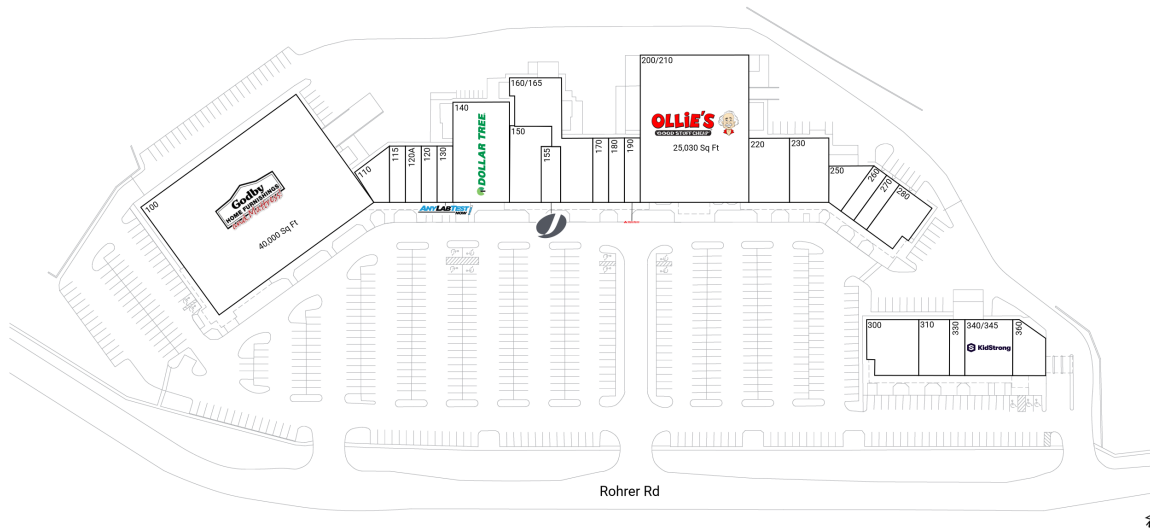 200/210
160/165
140
OLLIE'S
GOOD STUFF CHEAP
25,030 Sq Ft
DOLLAR TREE
150
155
170
180
190
220
230
110
115
120A
120
130
250
260
270
280
100
Godby
HOME FURNISHINGS
40,000 Sq Ft
ANYLABTEST
NOW
300
310
330
340/345
KidStrong
360
Rohrer Rd